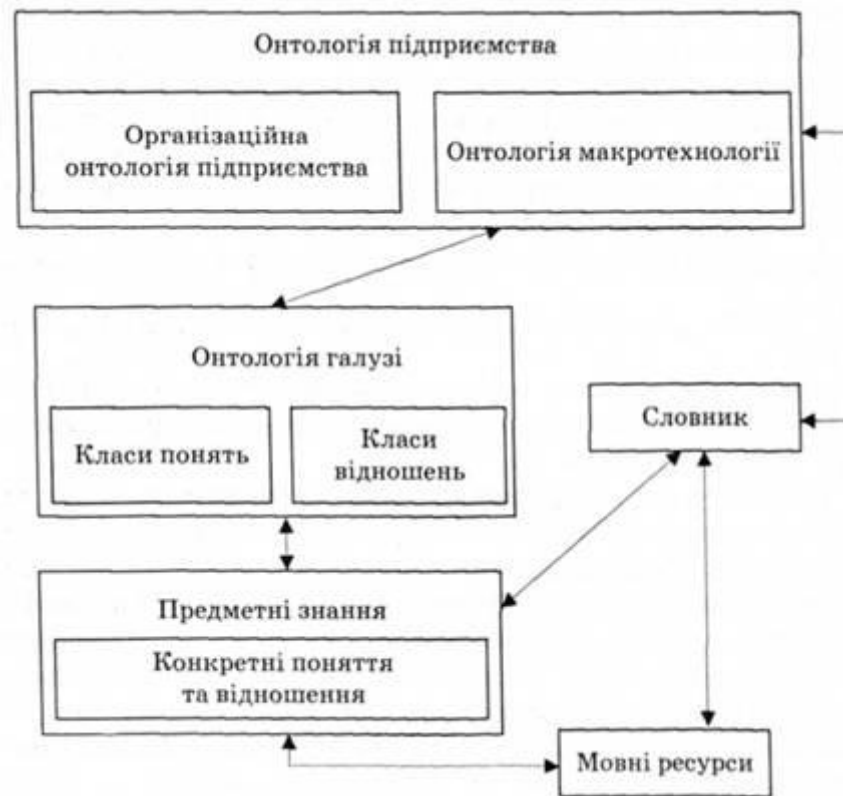 Онтологія підприємства
Організаційна
онтологія підприємства
Онтологія макротехнології
Онтологія галузі
Класи понять
Класи
відношень
Словник
Предметні знання
Конкретні поняття
та відношення
Мовні ресурси